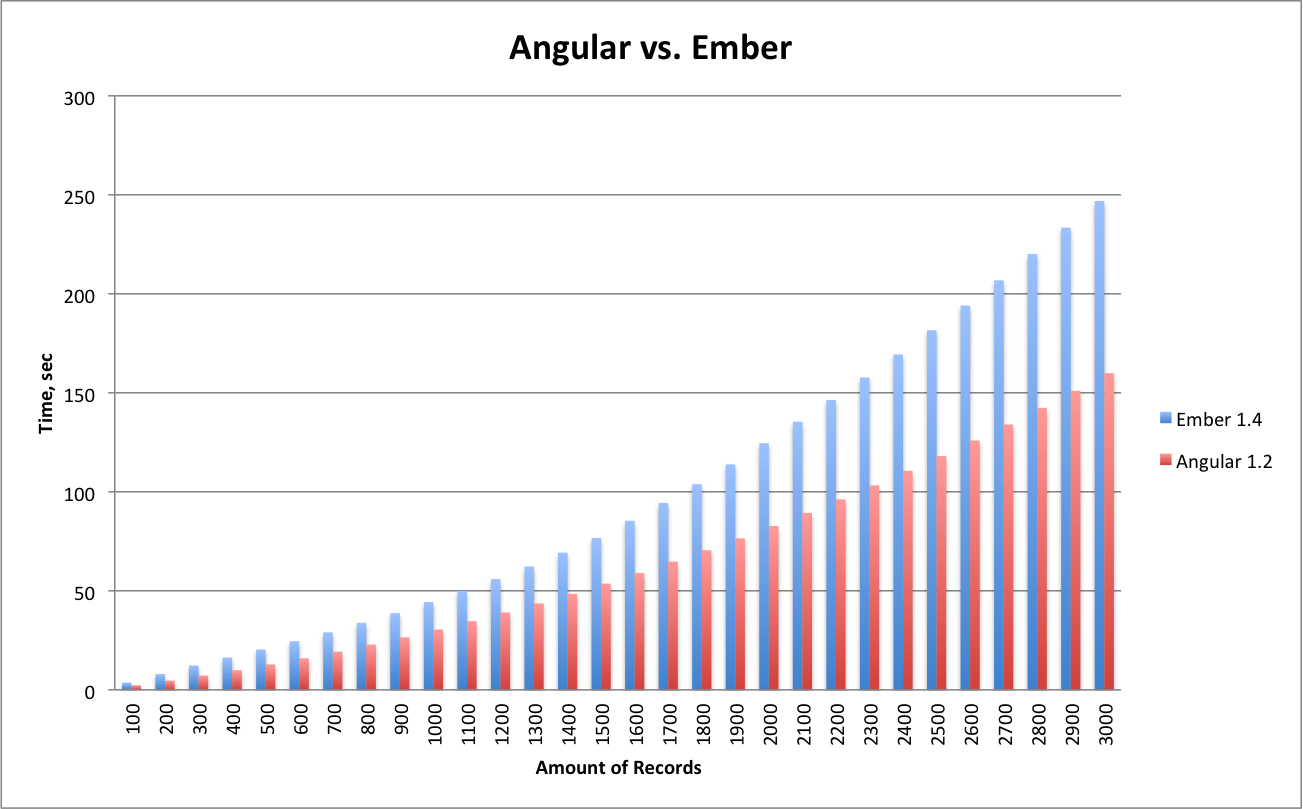 Angular vs. Ember
300
250
200
150
100
50
0
Time, sec
100 200 300 400 500 600 700 800 900 1000 1100 1200 1300 1400 1500 1600 1700 1800 1900 2000 2100 2200 2300 2400 2500 2600 2700 2800 2900 3000
Amount of Records
Ember 1.4
Angular 1.2